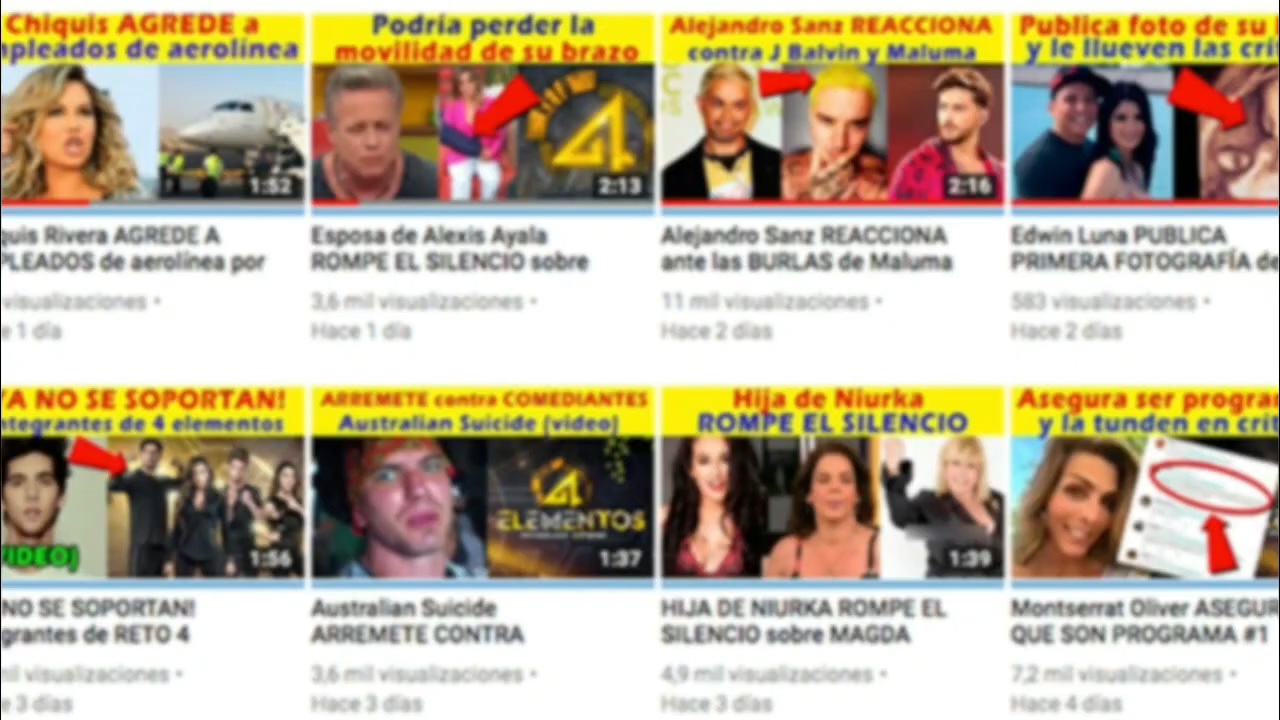 Chiquis AGREDE a
mpleados de aerolínea
1:52
quis Rivera AGREDE A
PLEADOS de aerolínea por
visualizaciones •
e 1 día
Podría perder la
movilidad de su brazo
4
2:13
Esposa de Alexis Ayala
ROMPE EL SILENCIO sobre
3,6 mil visualizaciones •
Hace 1 día
Alejandro Sanz REACCIONA
contra J Balvin y Maluma
2:16
Alejandro Sanz REACCIONA
ante las BURLAS de Maluma
11 mil visualizaciones •
Hace 2 días
Publica foto de su
y le llueven las crít
Edwin Luna PUBLICA
PRIMERA FOTOGRAFÍA de
583 visualizaciones •
Hace 2 días
YA NO SE SOPORTAN!
ntegrantes de 4 elementos
VIDEO)
1:56
NO SE SOPORTAN!
grantes de RETO 4
mil visualizaciones •
e 3 días
ARREMETE contra COMEDIANTES
Australian Suicide (video)
4
ELEMENTOS
1:37
Australian Suicide
ARREMETE CONTRA
3,6 mil visualizaciones •
Hace 3 días
Hija de Niurka
ROMPE EL SILENCIO
1:39
HIJA DE NIURKA ROMPE EL
SILENCIO sobre MAGDA
4,9 mil visualizaciones •
Hace 3 días
Asegura ser program
y la tunden en crít
Montserrat Oliver ASEGUR
QUE SON PROGRAMA #1
7,2 mil visualizaciones •
Hace 4 días